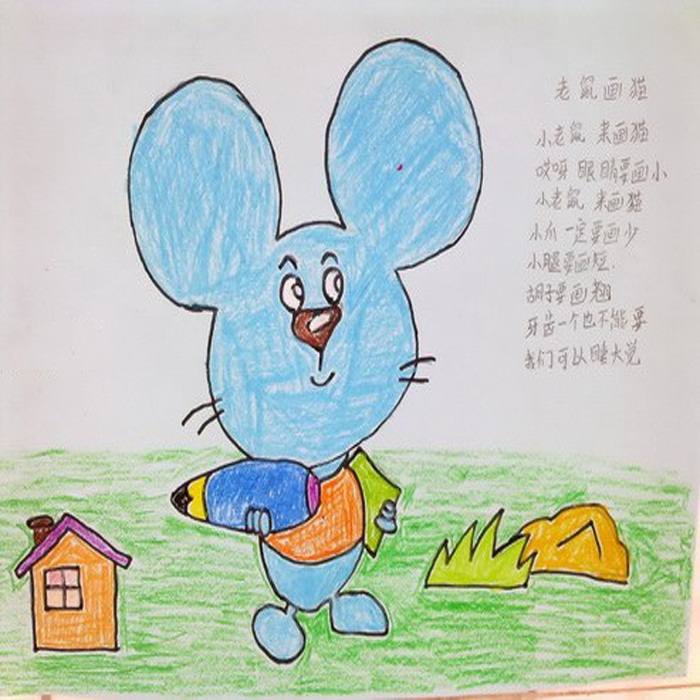 老鼠画猫
小老鼠 来画猫
哎呀 眼睛要画小
小老鼠 来画猫
小爪一定要画少
小腿要画短.
胡子要画翘
牙齿一个也不能要
我们可以睡大觉